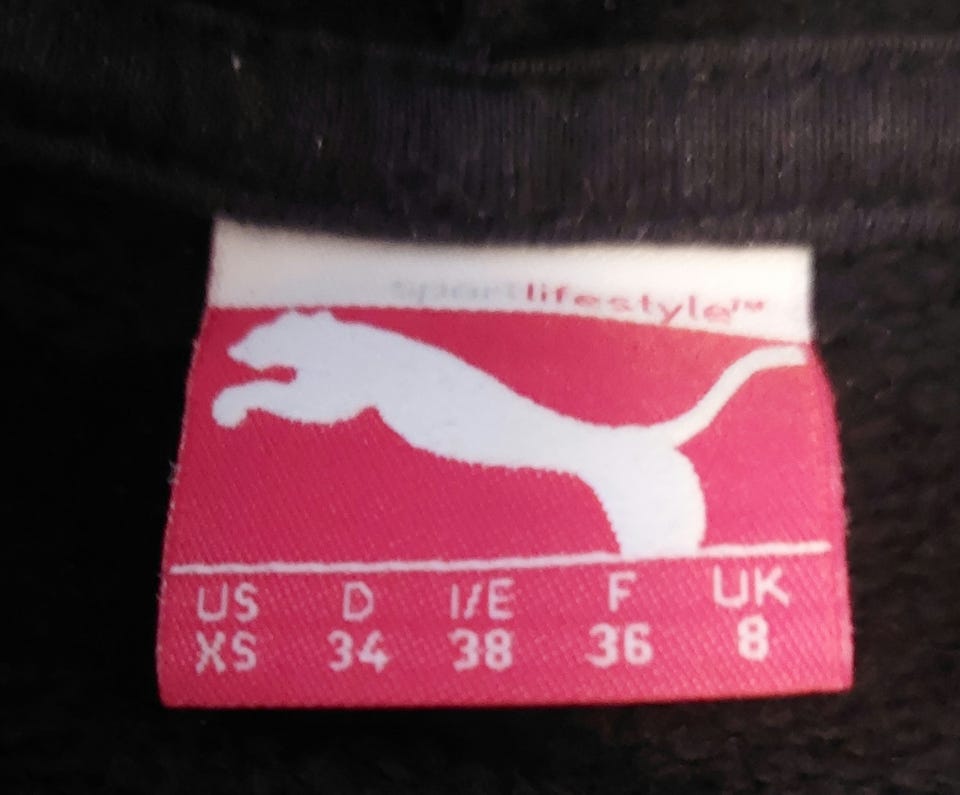 sportlifestyle™
US D I/E F UK
XS 34 38 36 8